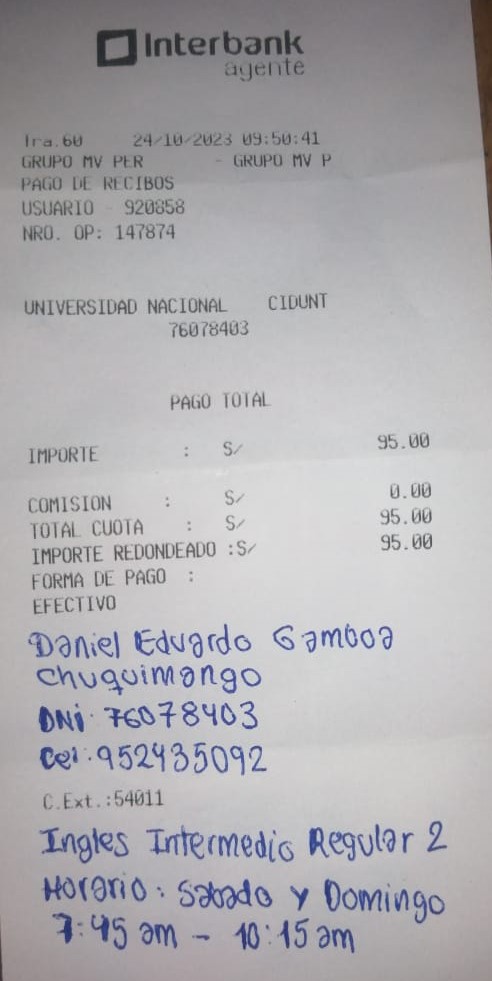 Interbank
agente
Tra.60 24/10/2023 09:50:41
GRUPO MV PER - GRUPO MV P
PAGO DE RECIBOS
USUARIO - 920858
NRO. OP: 147874
UNIVERSIDAD NACIONAL CIDUNT
76078403
PAGO TOTAL
IMPORTE : S/ 95.00
COMISION : S/ 0.00
TOTAL CUOTA : S/ 95.00
IMPORTE REDONDEADO :S/ 95.00
FORMA DE PAGO :
EFECTIVO
Daniel Eduardo Gamboa
Chuquimango
DNI: 76078403
Cel: 952435092
C.Ext.:54011
Ingles Intermedio Regular 2
Horario: Sabado y Domingo
7:45 am - 10:15 am